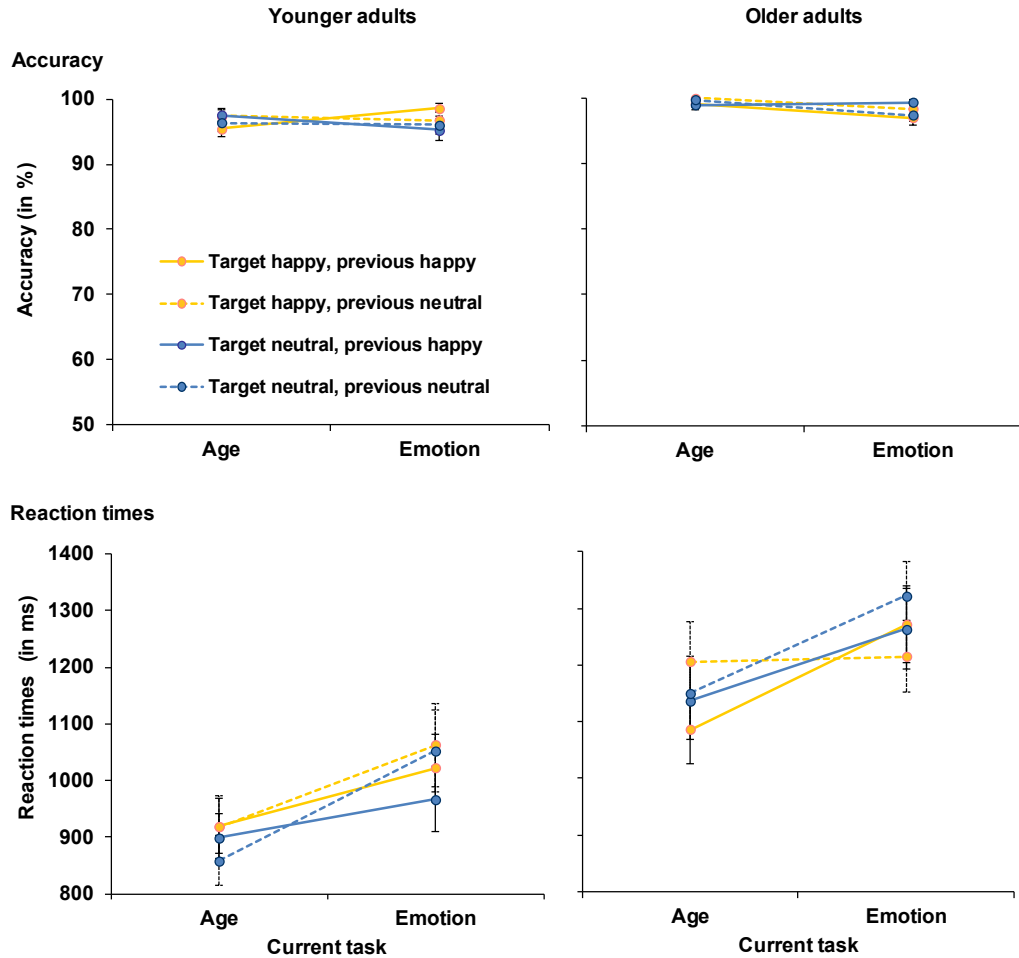 Younger adults
Older adults
Accuracy
Accuracy (in %)
100
90
80
70
60
50
Target happy, previous happy
Target happy, previous neutral
Target neutral, previous happy
Target neutral, previous neutral
Age
Emotion
Age
Emotion
Reaction times
Reaction times (in ms)
1400
1300
1200
1100
1000
900
800
Age
Emotion
Current task
Age
Emotion
Current task